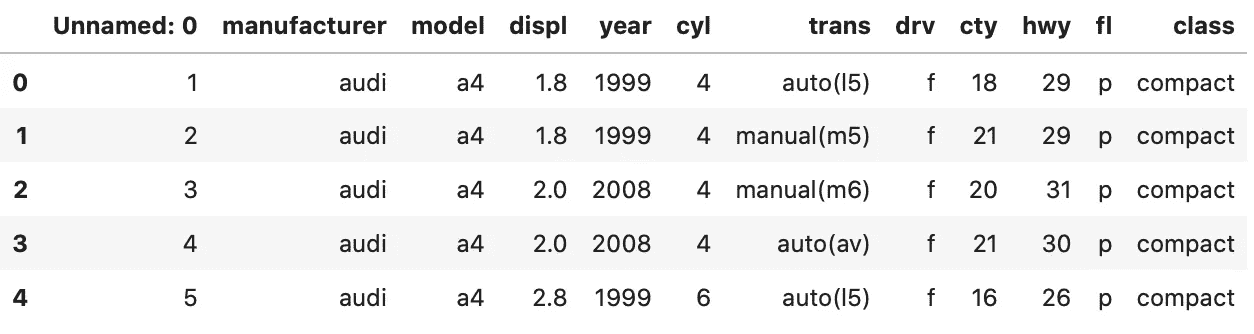 Unnamed: 0 manufacturer model displ year cyl trans drv cty hwy fl class
0 1 audi a4 1.8 1999 4 auto(l5) f 18 29 p compact
1 2 audi a4 1.8 1999 4 manual(m5) f 21 29 p compact
2 3 audi a4 2.0 2008 4 manual(m6) f 20 31 p compact
3 4 audi a4 2.0 2008 4 auto(av) f 21 30 p compact
4 5 audi a4 2.8 1999 6 auto(l5) f 16 26 p compact